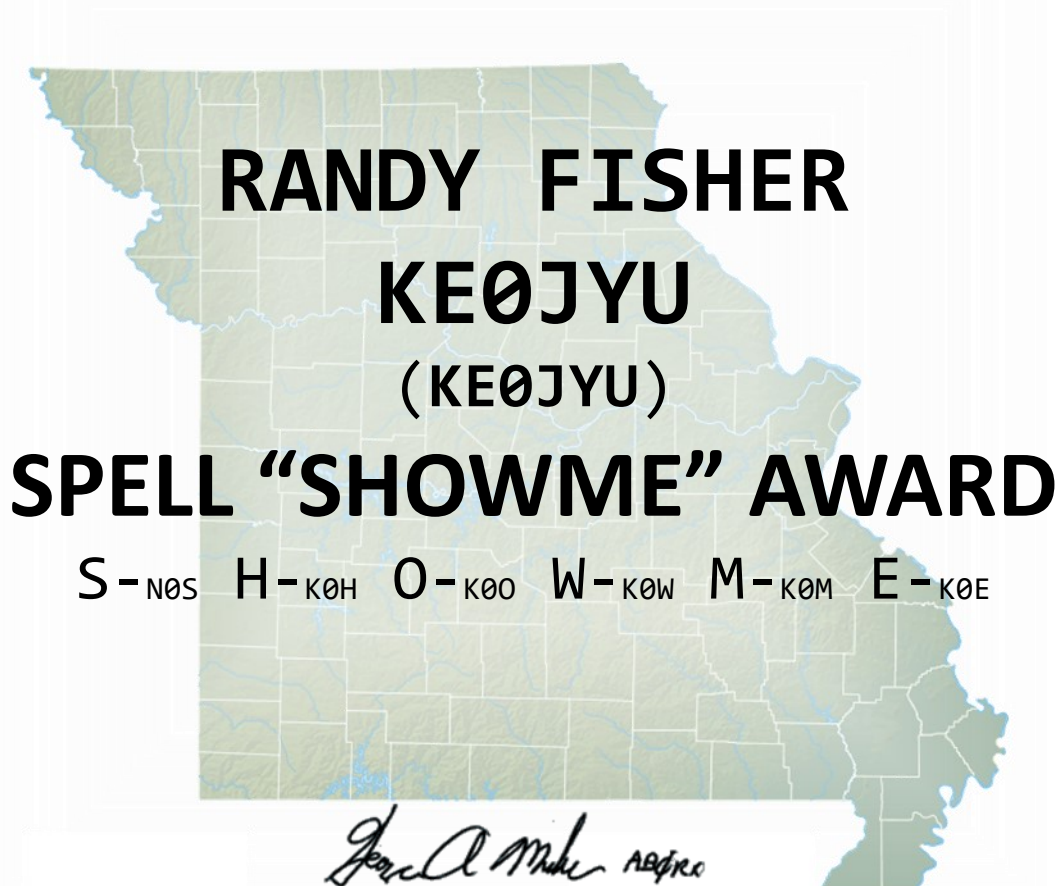 RANDY FISHER
KE0JYU
(KE0JYU)
SPELL “SHOWME” AWARD
S-N0S H-K0H O-K0O W-K0W M-K0M E-K0E